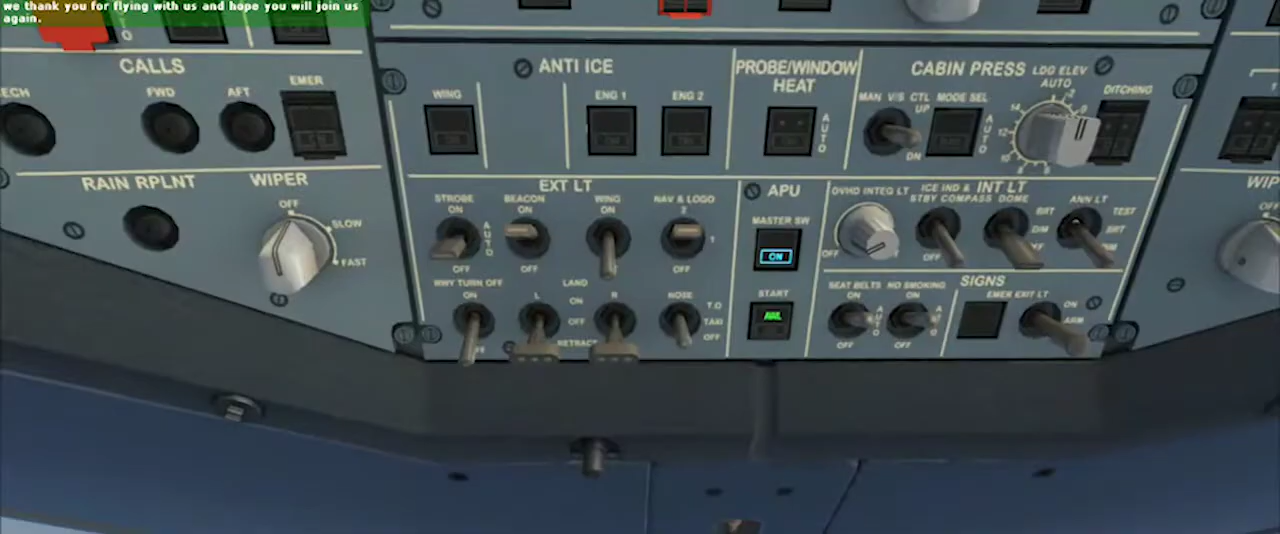 we thank you for flying with us and hope you will join us
again.
CALLS
ECH FWD AFT EMER
ANTI ICE
WING ENG 1 ENG 2
PROBE/WINDOW
HEAT
AUTO
CABIN PRESS
LDG ELEV
AUTO
MAN V/S CTL
UP
DN
MODE SEL
AUTO
DITCHING
RAIN RPLNT
WIPER
OFF
SLOW
FAST
EXT LT
STROBE BEACON WING NAV & LOGO
ON ON ON 2
AUTO 1
OFF OFF OFF
RWY TURN OFF LAND NOSE
ON L ON R T.O
OFF TAXI
RETRACT OFF
APU
MASTER SW
ON
START
AVAIL
OVHD INTEG LT
OFF
ICE IND &
STBY COMPASS
OFF
INT LT
DOME
BRT
DIM
ANN LT
TEST
BRT
SIGNS
SEAT BELTS NO SMOKING
ON ON
AUTO AUTO
OFF OFF
EMER EXIT LT
ON
ARM
WIP
OFF